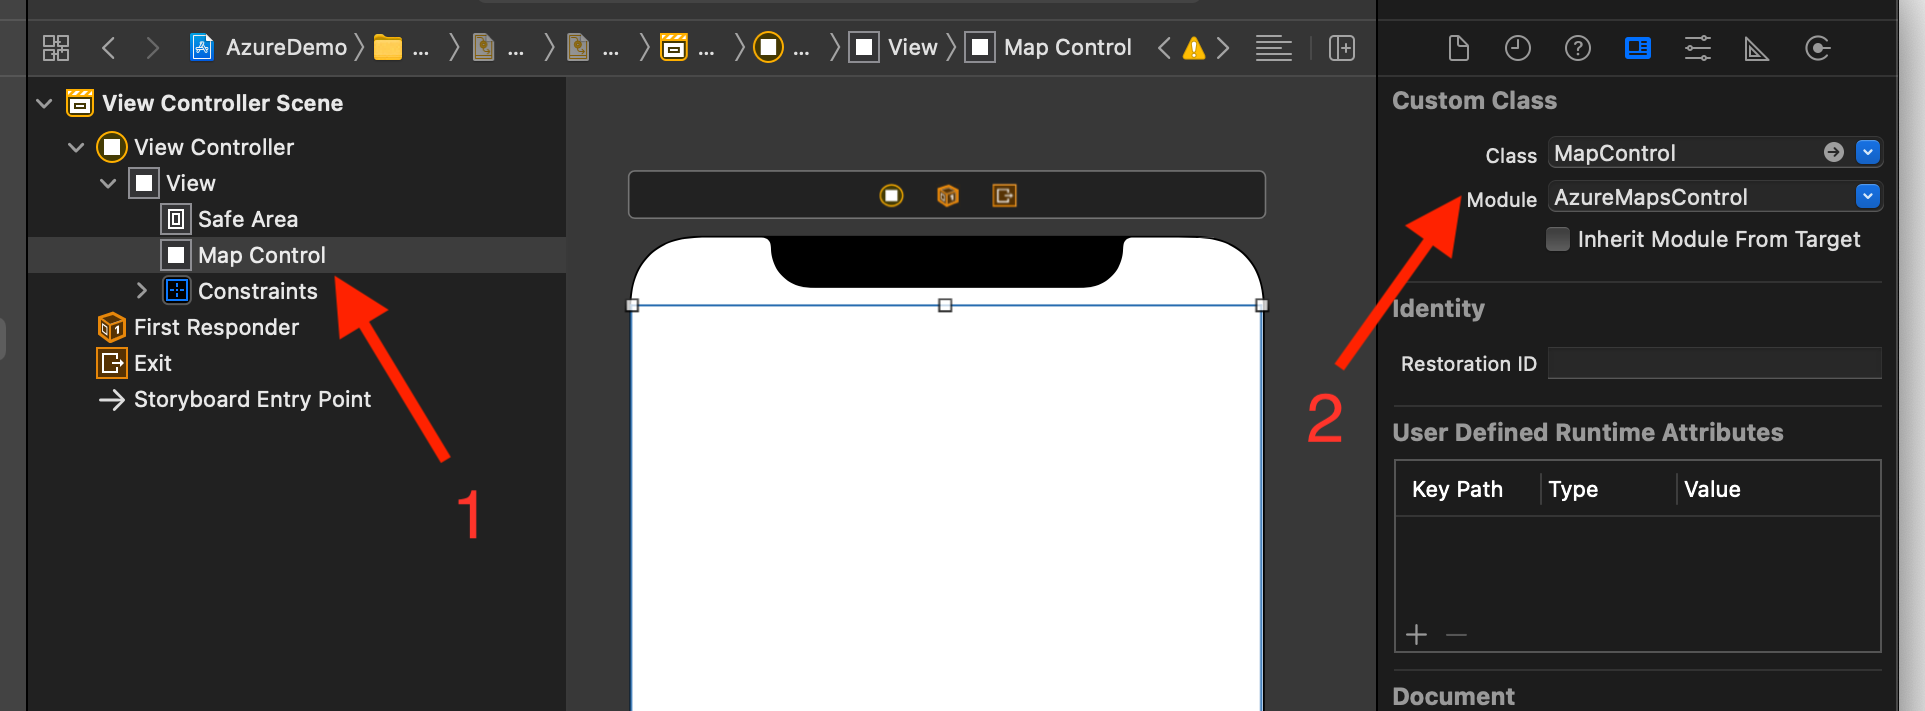 AzureDemo ... ... ... ... ... View Map Control
View Controller Scene
View Controller
View
Safe Area
Map Control
Constraints
First Responder
Exit
Storyboard Entry Point
1
2
Custom Class
Class MapControl
Module AzureMapsControl
Inherit Module From Target
Identity
Restoration ID
User Defined Runtime Attributes
Key Path Type Value
Document